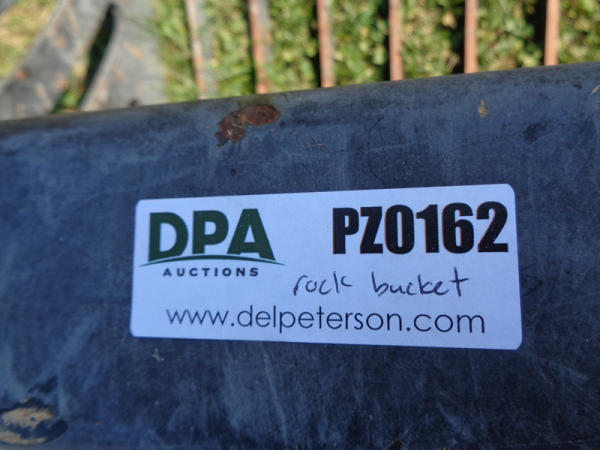 DPA
AUCTIONS
PZ0162
rock bucket
www.delpeterson.com